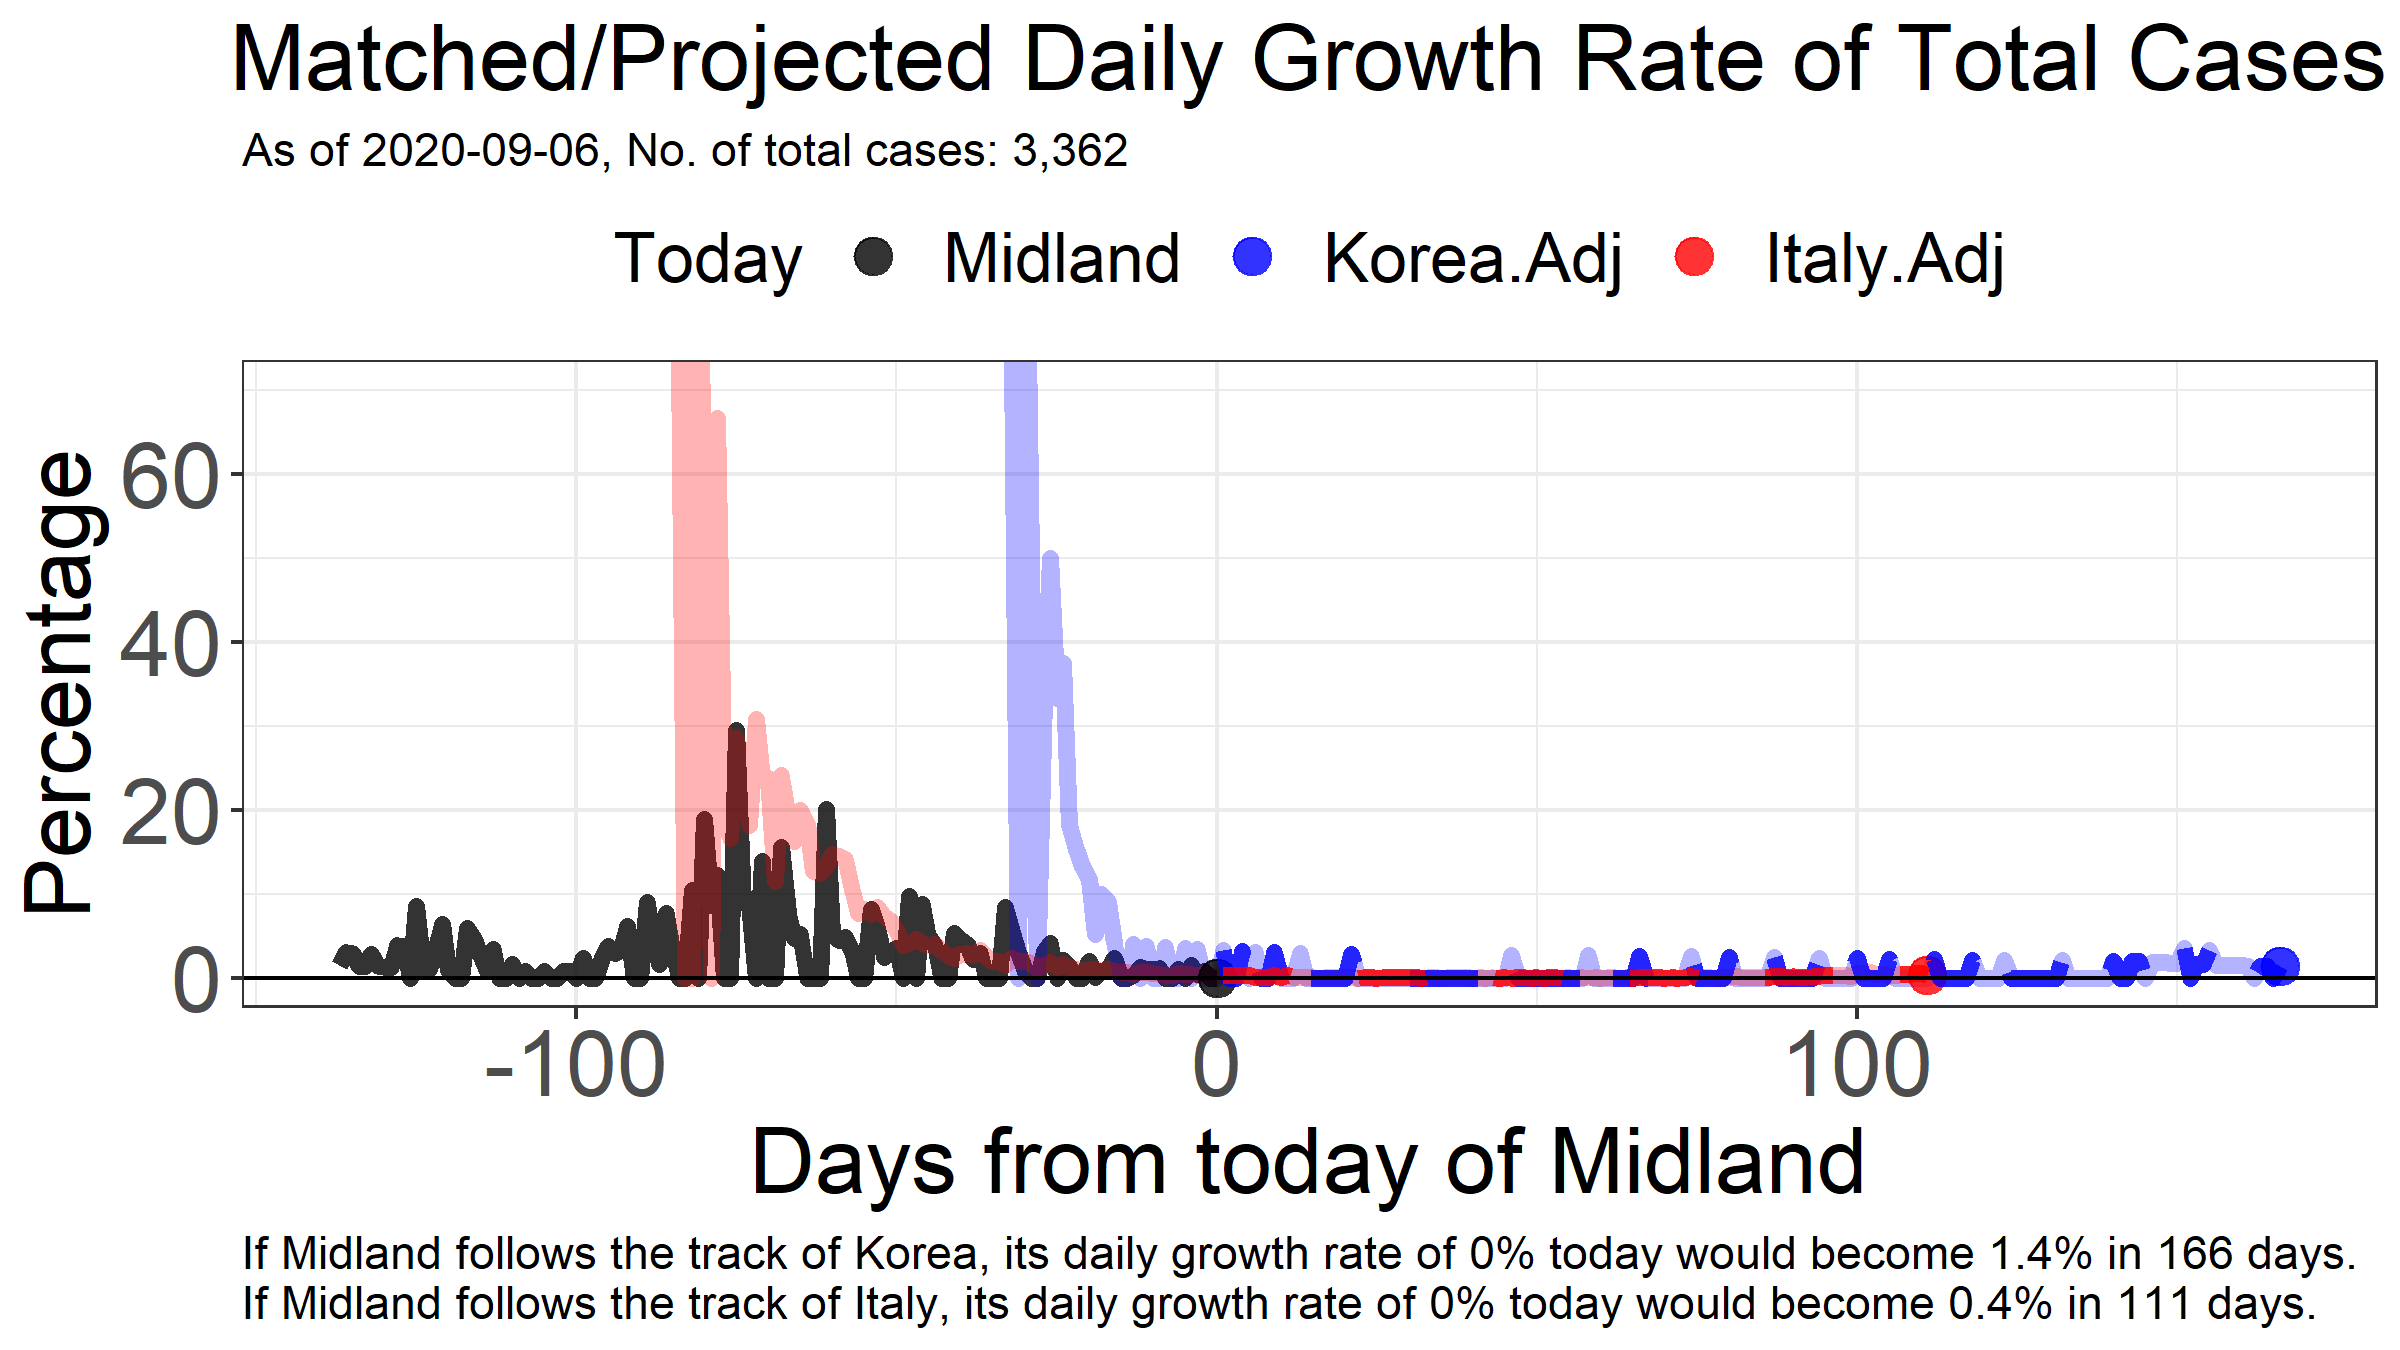 Matched/Projected Daily Growth Rate of Total Cases
As of 2020-09-06, No. of total cases: 3,362
Today Midland Korea.Adj Italy.Adj
Percentage
60
40
20
0
-100 0 100
Days from today of Midland
If Midland follows the track of Korea, its daily growth rate of 0% today would become 1.4% in 166 days.
If Midland follows the track of Italy, its daily growth rate of 0% today would become 0.4% in 111 days.